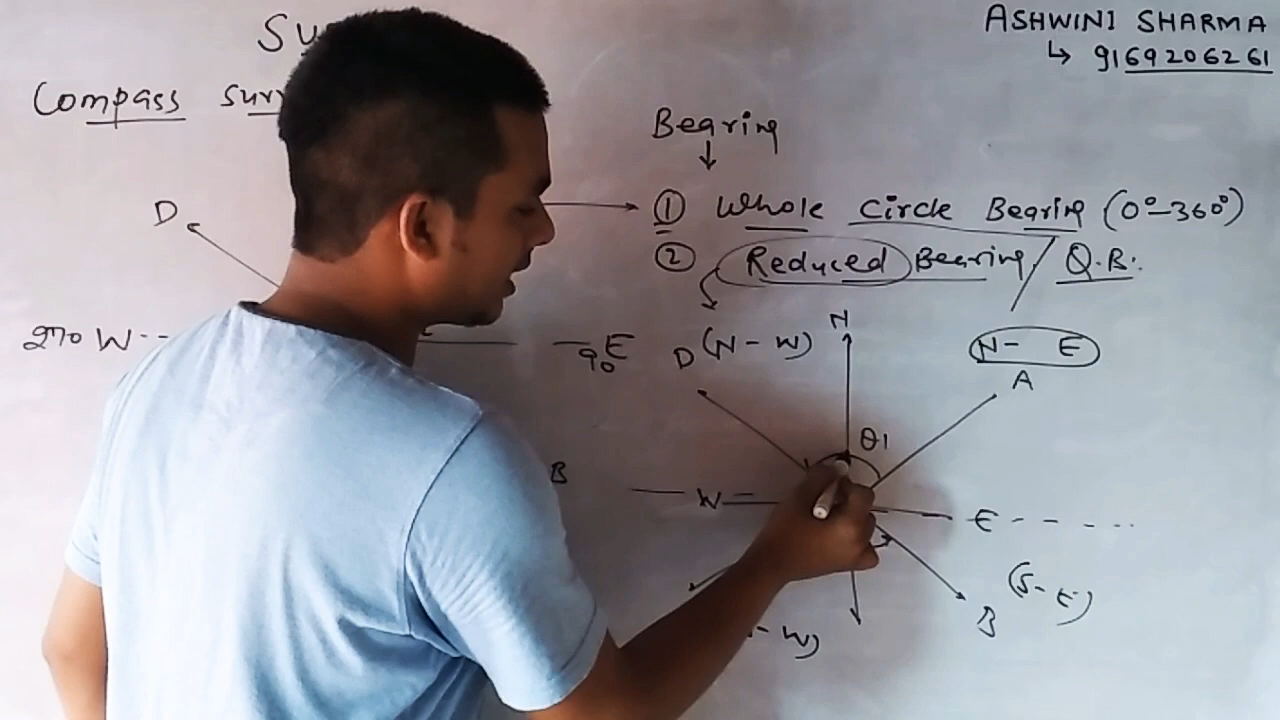 ASHWINI SHARMA
↳ 9169206261
Compass
Bearing
① Whole Circle Bearing (0°-360°)
② Reduced Bearing / Q.B.
D
270 W
90 E
B
D (N - W)
N
N - E
A
θ1
W
E
(S - E)
B
W)